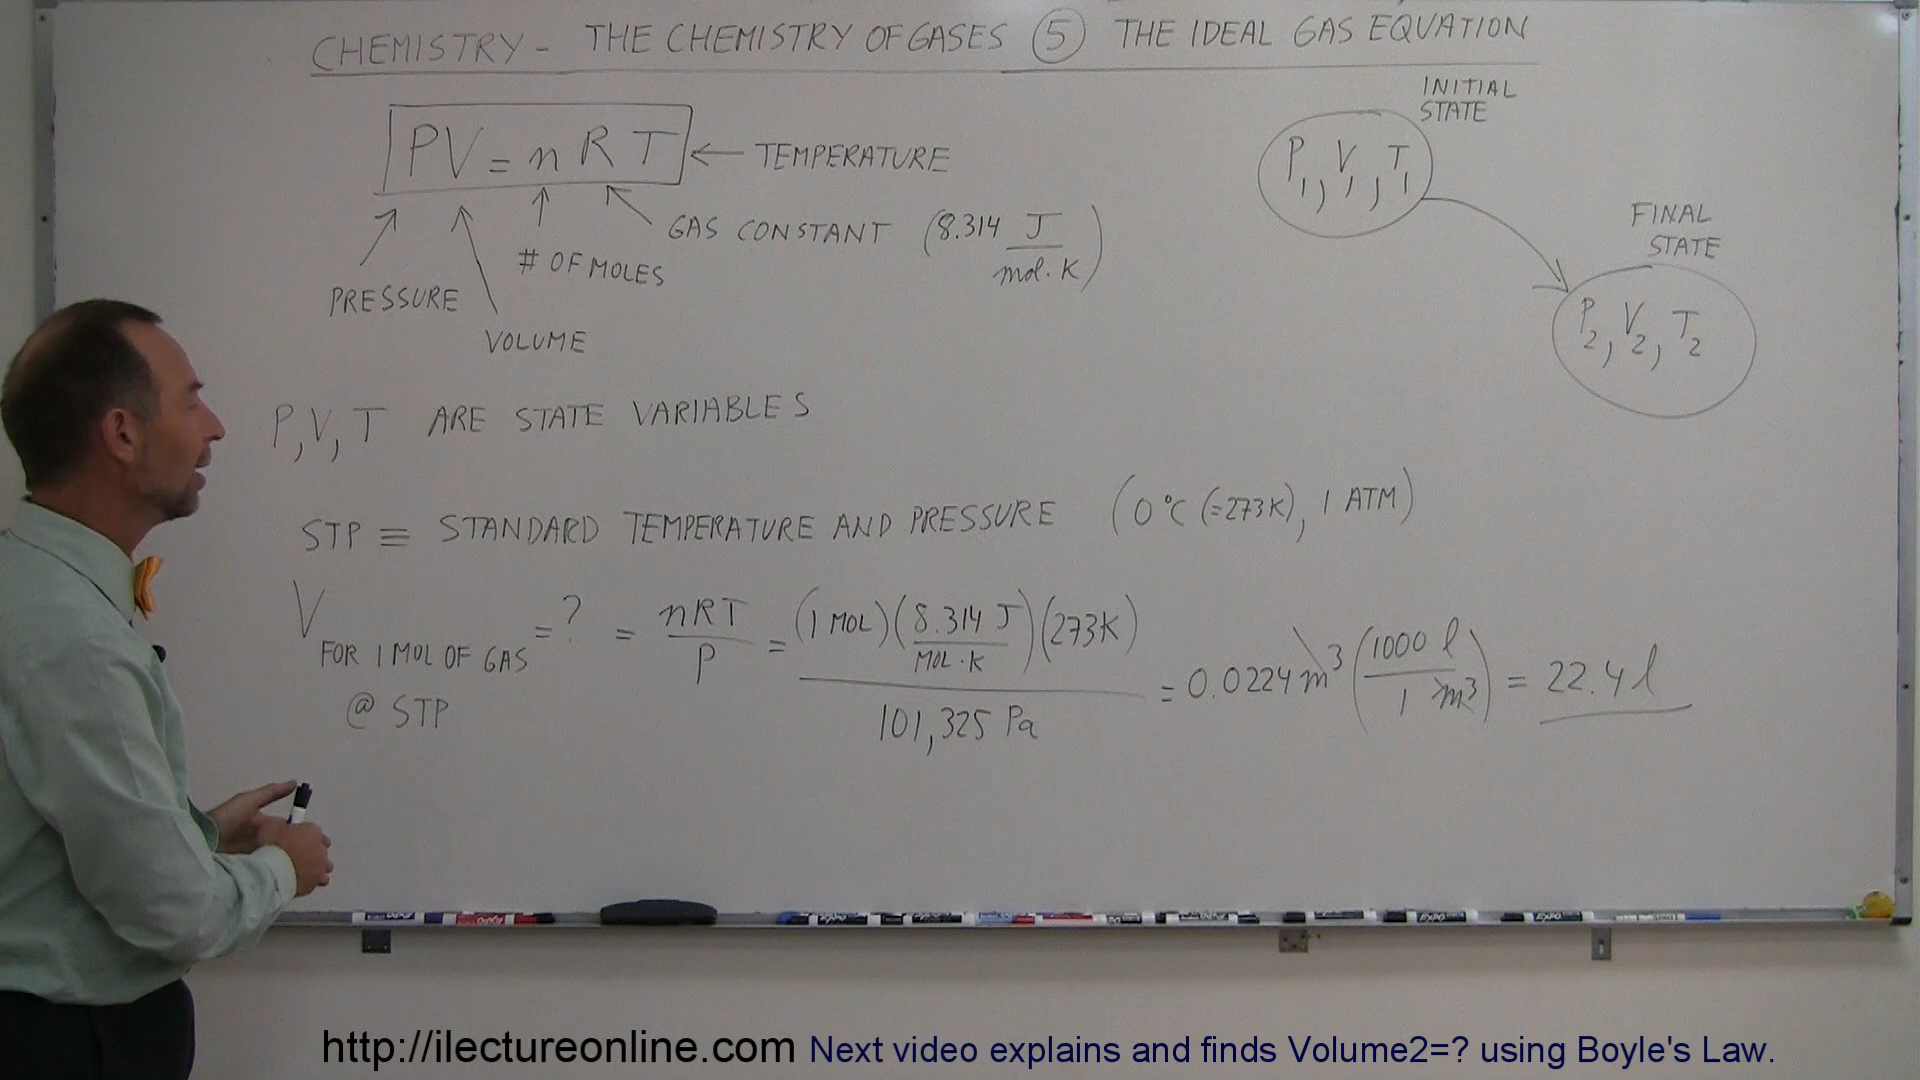 CHEMISTRY - THE CHEMISTRY OF GASES 5 THE IDEAL GAS EQUATION
PV = nRT ← TEMPERATURE
GAS CONSTANT (8.314 J/mol·K)
# OF MOLES
PRESSURE
VOLUME
INITIAL
STATE
P1, V1, T1
FINAL
STATE
P2, V2, T2
P, V, T ARE STATE VARIABLES
STP ≡ STANDARD TEMPERATURE AND PRESSURE (0°C (=273K), 1 ATM)
V FOR 1 MOL OF GAS @ STP = ? = nRT/P = (1 MOL)(8.314 J/MOL·K)(273K)/101,325 Pa = 0.0224 m³ (1000 l/1 m³) = 22.4 l
EXPO
EXPO
EXPO
http://ilectureonline.com Next video explains and finds Volume2=? using Boyle's Law.